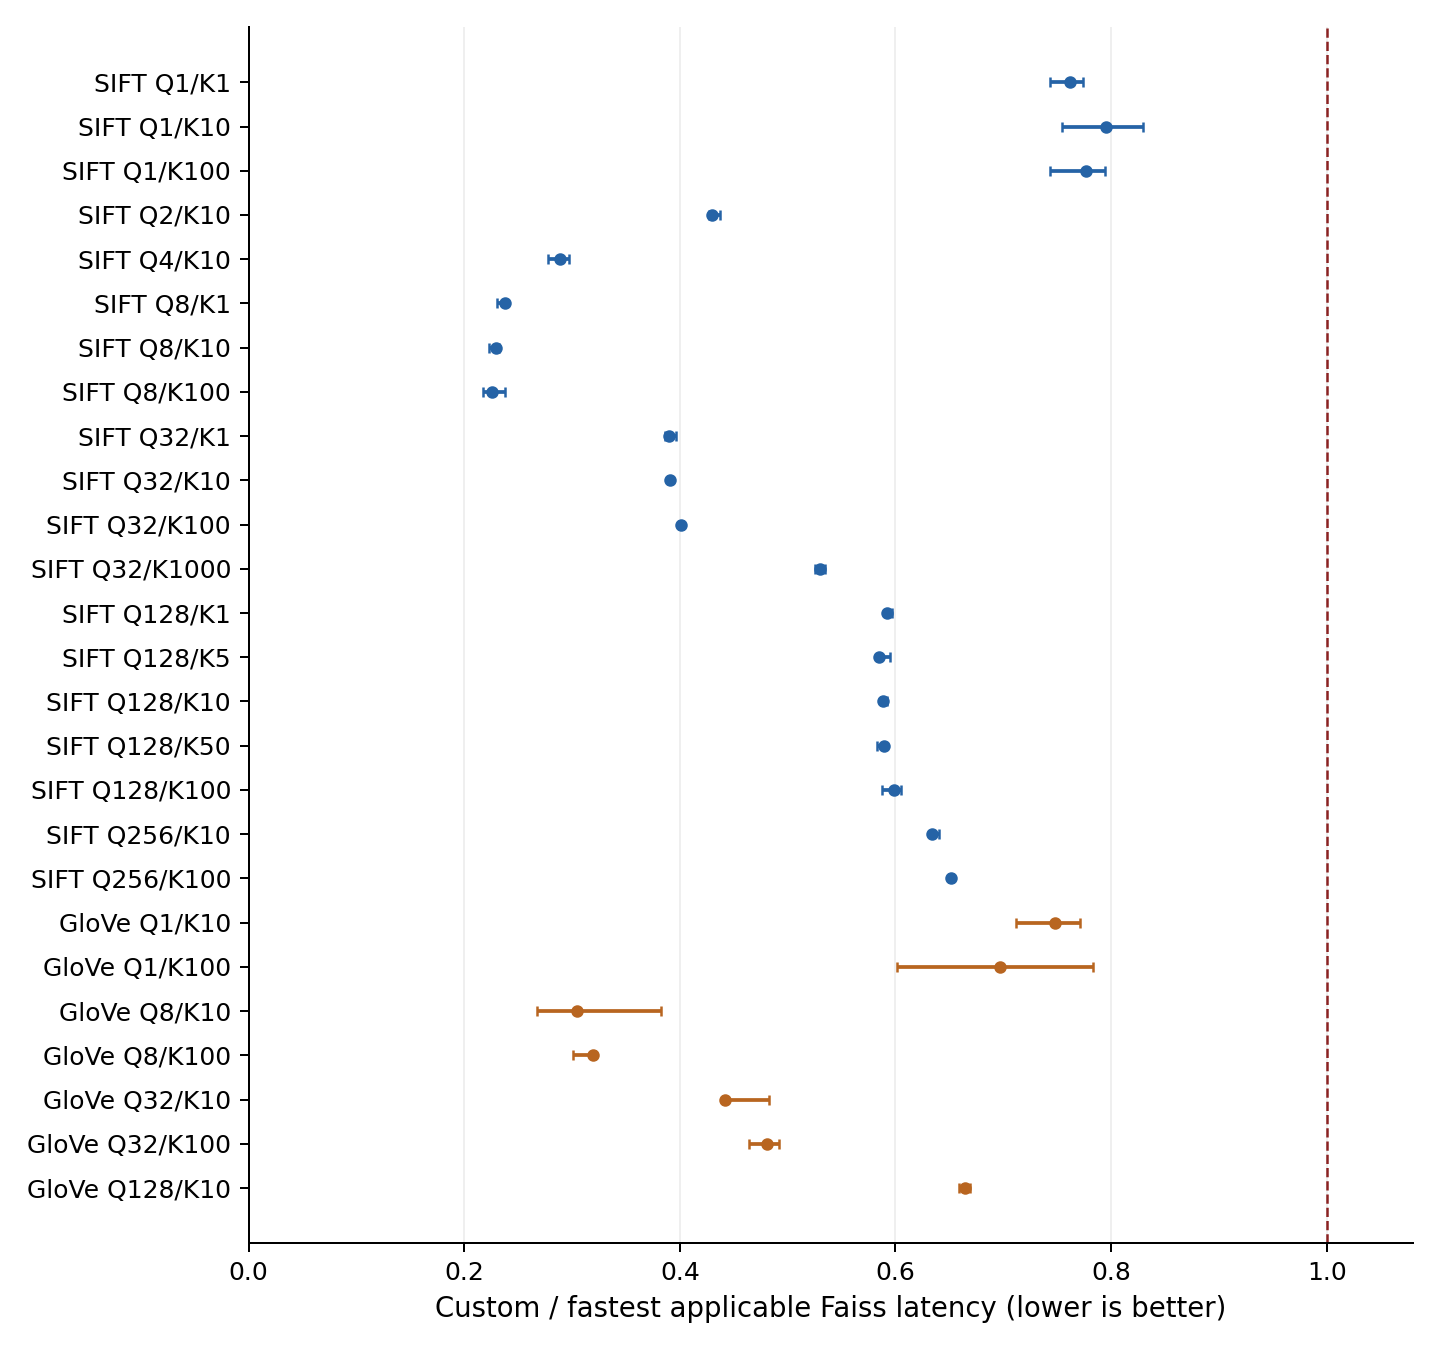 SIFT Q1/K1
SIFT Q1/K10
SIFT Q1/K100
SIFT Q2/K10
SIFT Q4/K10
SIFT Q8/K1
SIFT Q8/K10
SIFT Q8/K100
SIFT Q32/K1
SIFT Q32/K10
SIFT Q32/K100
SIFT Q32/K1000
SIFT Q128/K1
SIFT Q128/K5
SIFT Q128/K10
SIFT Q128/K50
SIFT Q128/K100
SIFT Q256/K10
SIFT Q256/K100
GloVe Q1/K10
GloVe Q1/K100
GloVe Q8/K10
GloVe Q8/K100
GloVe Q32/K10
GloVe Q32/K100
GloVe Q128/K10
0.0 0.2 0.4 0.6 0.8 1.0
Custom / fastest applicable Faiss latency (lower is better)